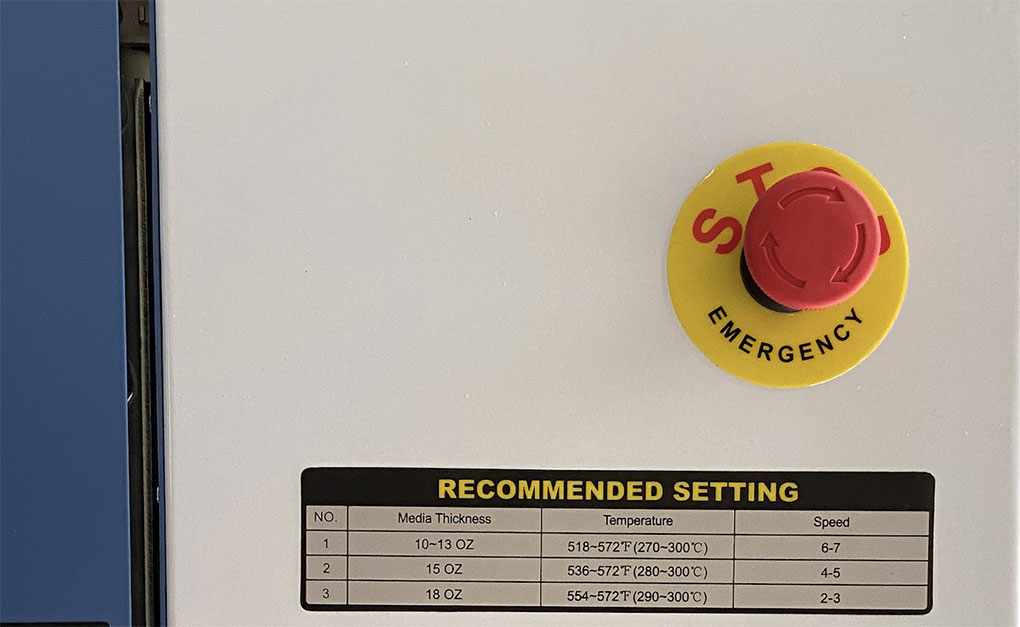 STOP
EMERGENCY
RECOMMENDED SETTING
NO. Media Thickness Temperature Speed
1 10~13 OZ 518~572℉(270~300℃) 6-7
2 15 OZ 536~572℉(280~300℃) 4-5
3 18 OZ 554~572℉(290~300℃) 2-3